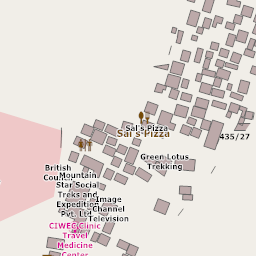 Sal's Pizza
Sal's Pizza
435/27
Green Lotus
Trekking
British
Mountain
Star Social
Treks and
Expedition
Pvt. Ltd
Image
Channel
Television
CIWEC Clinic
Travel
Medicine
Center